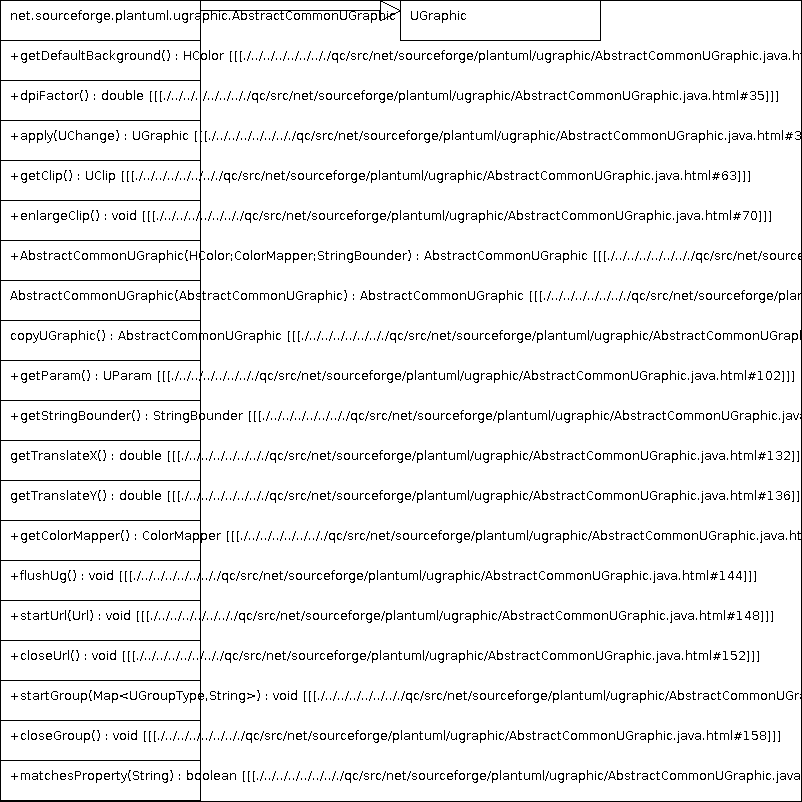 net.sourceforge.plantuml.ugraphic.AbstractCommonUGraphic
UGraphic
+getDefaultBackground() : HColor [[[./../../../../../../qc/src/net/sourceforge/plantuml/ugraphic/AbstractCommonUGraphic.java.h
+dpiFactor() : double [[[./../../../../../../qc/src/net/sourceforge/plantuml/ugraphic/AbstractCommonUGraphic.java.html#35]]]
+apply(UChange) : UGraphic [[[./../../../../../../qc/src/net/sourceforge/plantuml/ugraphic/AbstractCommonUGraphic.java.html#3
+getClip() : UClip [[[./../../../../../../qc/src/net/sourceforge/plantuml/ugraphic/AbstractCommonUGraphic.java.html#63]]]
+enlargeClip() : void [[[./../../../../../../qc/src/net/sourceforge/plantuml/ugraphic/AbstractCommonUGraphic.java.html#70]]]
+AbstractCommonUGraphic(HColor;ColorMapper;StringBounder) : AbstractCommonUGraphic [[[./../../../../../../qc/src/net/source
AbstractCommonUGraphic(AbstractCommonUGraphic) : AbstractCommonUGraphic [[[./../../../../../../qc/src/net/sourceforge/plan
copyUGraphic() : AbstractCommonUGraphic [[[./../../../../../../qc/src/net/sourceforge/plantuml/ugraphic/AbstractCommonUGrap
+getParam() : UParam [[[./../../../../../../qc/src/net/sourceforge/plantuml/ugraphic/AbstractCommonUGraphic.java.html#102]]]
+getStringBounder() : StringBounder [[[./../../../../../../qc/src/net/sourceforge/plantuml/ugraphic/AbstractCommonUGraphic.java
getTranslateX() : double [[[./../../../../../../qc/src/net/sourceforge/plantuml/ugraphic/AbstractCommonUGraphic.java.html#132]]
getTranslateY() : double [[[./../../../../../../qc/src/net/sourceforge/plantuml/ugraphic/AbstractCommonUGraphic.java.html#136]]
+getColorMapper() : ColorMapper [[[./../../../../../../qc/src/net/sourceforge/plantuml/ugraphic/AbstractCommonUGraphic.java.ht
+flushUg() : void [[[./../../../../../../qc/src/net/sourceforge/plantuml/ugraphic/AbstractCommonUGraphic.java.html#144]]]
+startUrl(Url) : void [[[./../../../../../../qc/src/net/sourceforge/plantuml/ugraphic/AbstractCommonUGraphic.java.html#148]]]
+closeUrl() : void [[[./../../../../../../qc/src/net/sourceforge/plantuml/ugraphic/AbstractCommonUGraphic.java.html#152]]]
+startGroup(Map<UGroupType,String>) : void [[[./../../../../../../qc/src/net/sourceforge/plantuml/ugraphic/AbstractCommonUGra
+closeGroup() : void [[[./../../../../../../qc/src/net/sourceforge/plantuml/ugraphic/AbstractCommonUGraphic.java.html#158]]]
+matchesProperty(String) : boolean [[[./../../../../../../qc/src/net/sourceforge/plantuml/ugraphic/AbstractCommonUGraphic.java